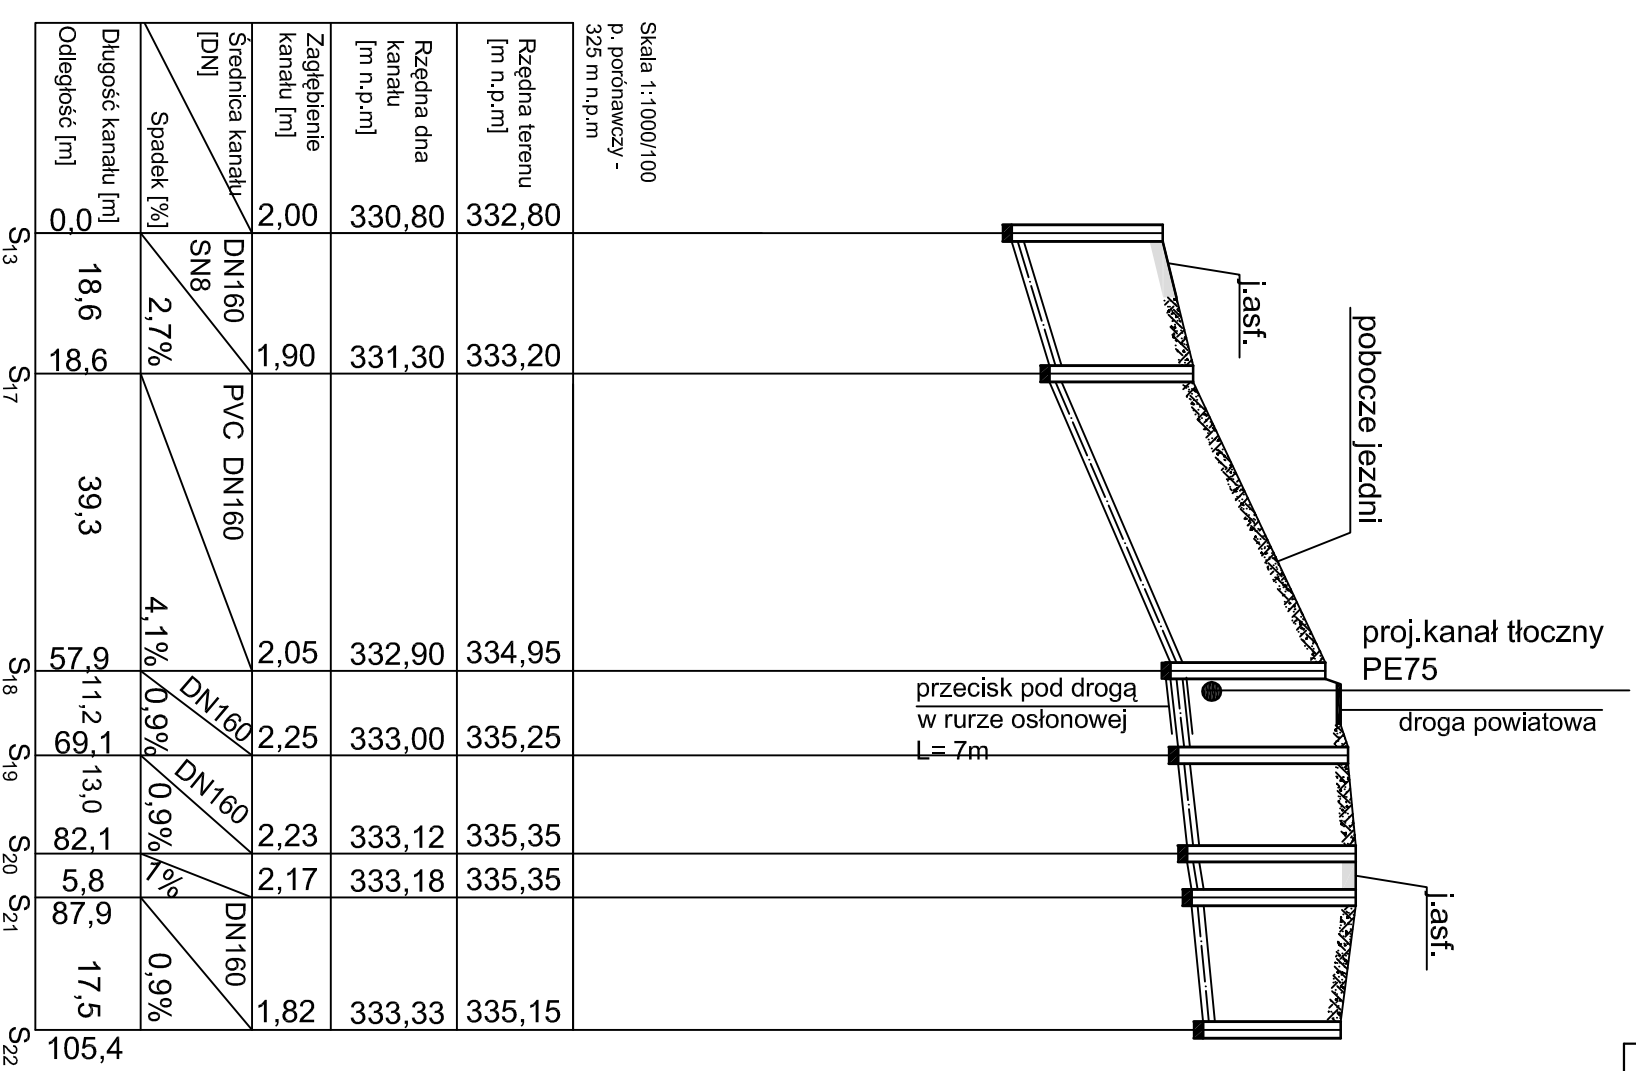 Skala 1:1000/100
p. porónawczy -
325 m n.p.m
Rzędna terenu
[m n.p.m]
332,80
333,20
334,95
335,25
335,35
335,35
335,15
Rzędna dna
kanału
[m n.p.m]
330,80
331,30
332,90
333,00
333,12
333,18
333,33
Zagłębienie
kanału [m]
2,00
1,90
2,05
2,25
2,23
2,17
1,82
Średnica kanału
[DN]
DN160
SN8
PVC DN160
DN160
DN160
DN160
Spadek [%]
2,7%
4,1%
0,9%
0,9%
1%
0,9%
Długość kanału [m]
18,6
39,3
11,2
13,0
5,8
17,5
Odległość [m]
0,0
18,6
57,9
69,1
82,1
87,9
105,4
S13
S17
S18
S19
S20
S21
S22
j.asf.
pobocze jezdni
proj.kanał tłoczny
PE75
droga powiatowa
przecisk pod drogą
w rurze osłonowej
L= 7m
j.asf.